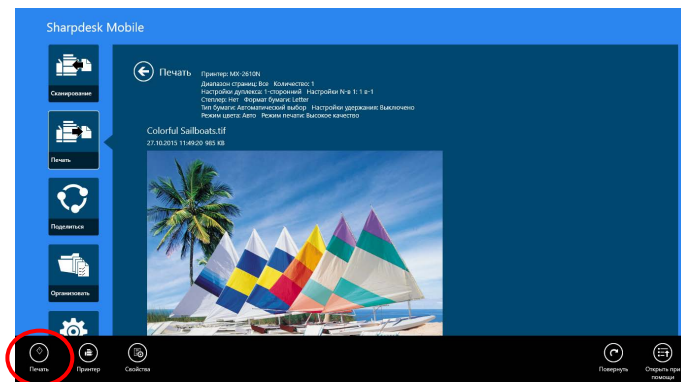 Sharpdesk Mobile
Сканирование
Печать
Поделиться
Организовать
Печать
Принтер: MX-2610N
Диапазон страниц: Все Количество: 1
Настройки дуплекса: 1-сторонний Настройки N-в 1: 1 в-1
Степлер: Нет Формат бумаги: Letter
Тип бумаги: Автоматический выбор Настройки удержания: Выключено
Режим цвета: Авто Режим печати: Высокое качество
Colorful Sailboats.tif
27.10.2015 11:49:20 985 KB
Печать
Принтер
Свойства
Повернуть
Открыть при
помощи